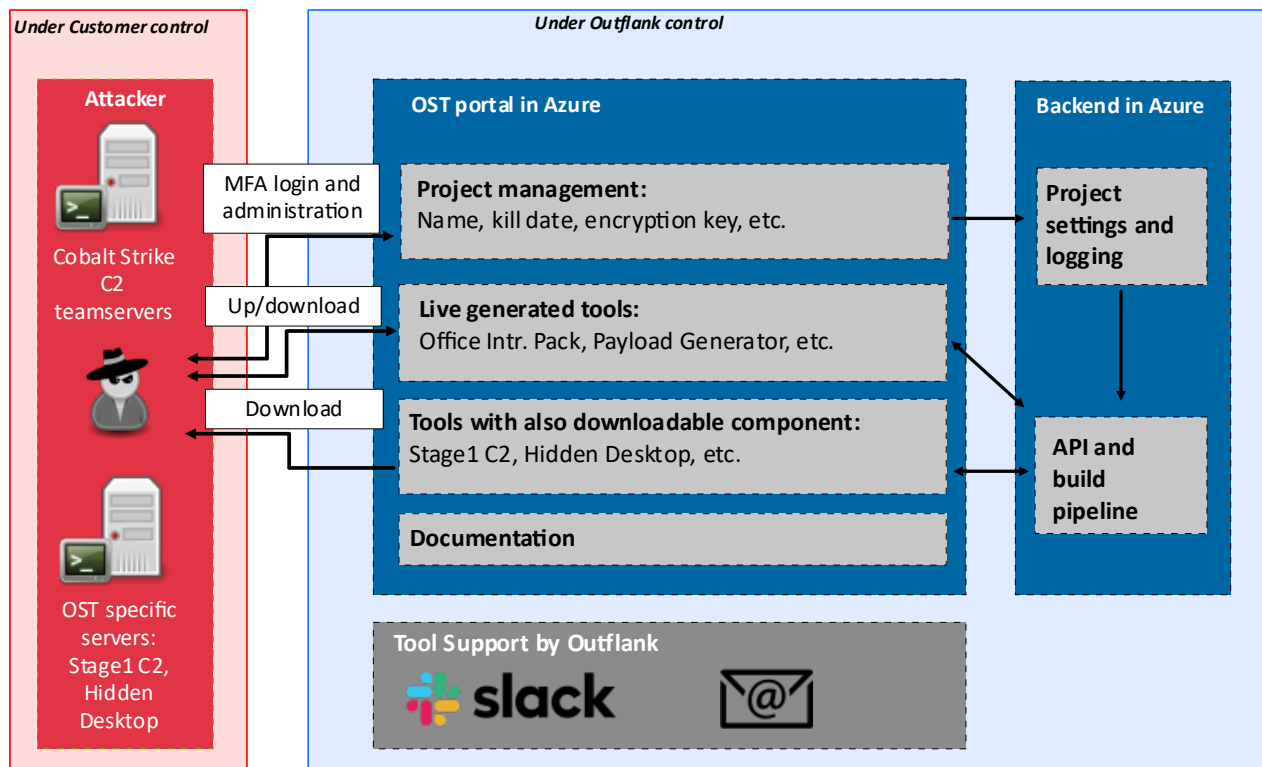 Under Customer control
Under Outflank control
Attacker
>_
Cobalt Strike
C2
teamservers
>_
OST specific
servers:
Stage1 C2,
Hidden
Desktop
MFA login and
administration
Up/download
Download
OST portal in Azure
Project management:
Name, kill date, encryption key, etc.
Live generated tools:
Office Intr. Pack, Payload Generator, etc.
Tools with also downloadable component:
Stage1 C2, Hidden Desktop, etc.
Documentation
Backend in Azure
Project
settings and
logging
API and
build
pipeline
Tool Support by Outflank
slack
@